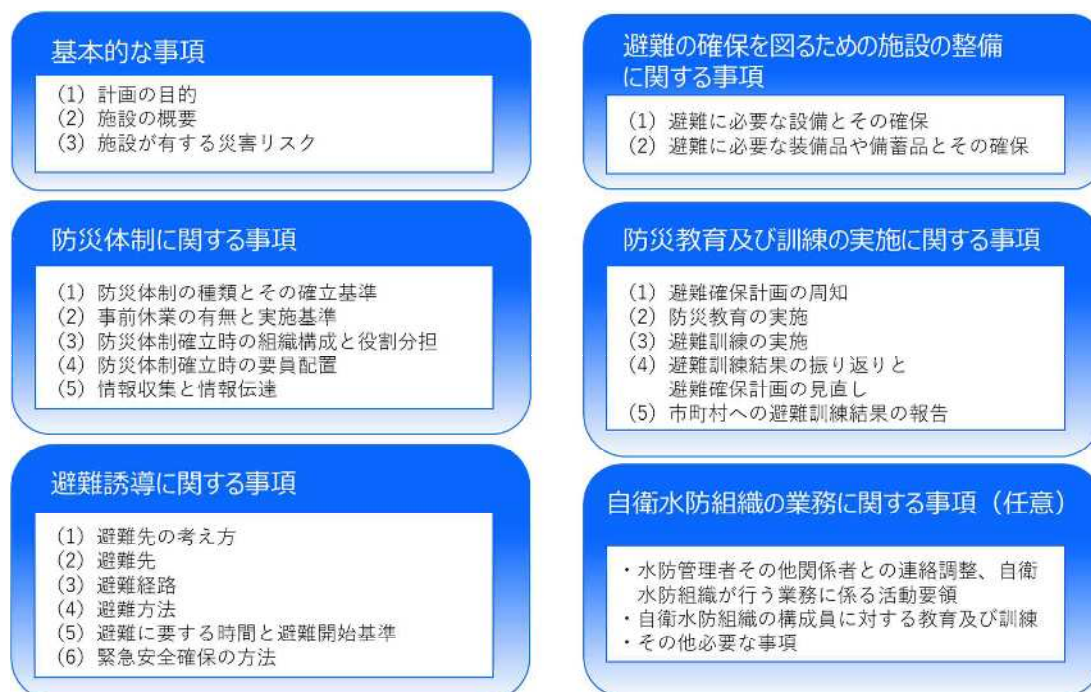 基本的な事項
(1) 計画の目的
(2) 施設の概要
(3) 施設が有する災害リスク
防災体制に関する事項
(1) 防災体制の種類とその確立基準
(2) 事前休業の有無と実施基準
(3) 防災体制確立時の組織構成と役割分担
(4) 防災体制確立時の要員配置
(5) 情報収集と情報伝達
避難誘導に関する事項
(1) 避難先の考え方
(2) 避難先
(3) 避難経路
(4) 避難方法
(5) 避難に要する時間と避難開始基準
(6) 緊急安全確保の方法
避難の確保を図るための施設の整備
に関する事項
(1) 避難に必要な設備とその確保
(2) 避難に必要な装備品や備蓄品とその確保
防災教育及び訓練の実施に関する事項
(1) 避難確保計画の周知
(2) 防災教育の実施
(3) 避難訓練の実施
(4) 避難訓練結果の振り返りと
避難確保計画の見直し
(5) 市町村への避難訓練結果の報告
自衛水防組織の業務に関する事項（任意）
・水防管理者その他関係者との連絡調整、自衛
水防組織が行う業務に係る活動要領
・自衛水防組織の構成員に対する教育及び訓練
・その他必要な事項